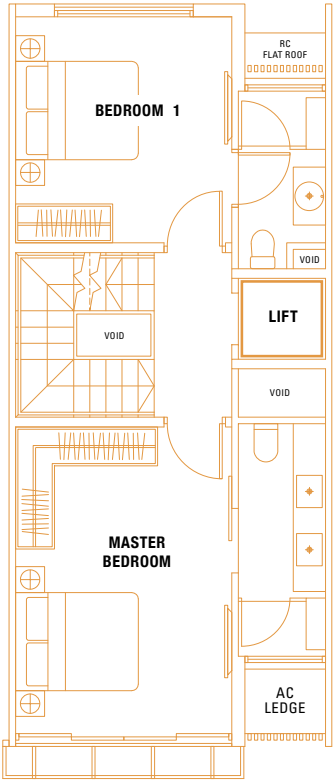 RC
FLAT ROOF
BEDROOM 1
VOID
LIFT
VOID
VOID
MASTER
BEDROOM
AC
LEDGE